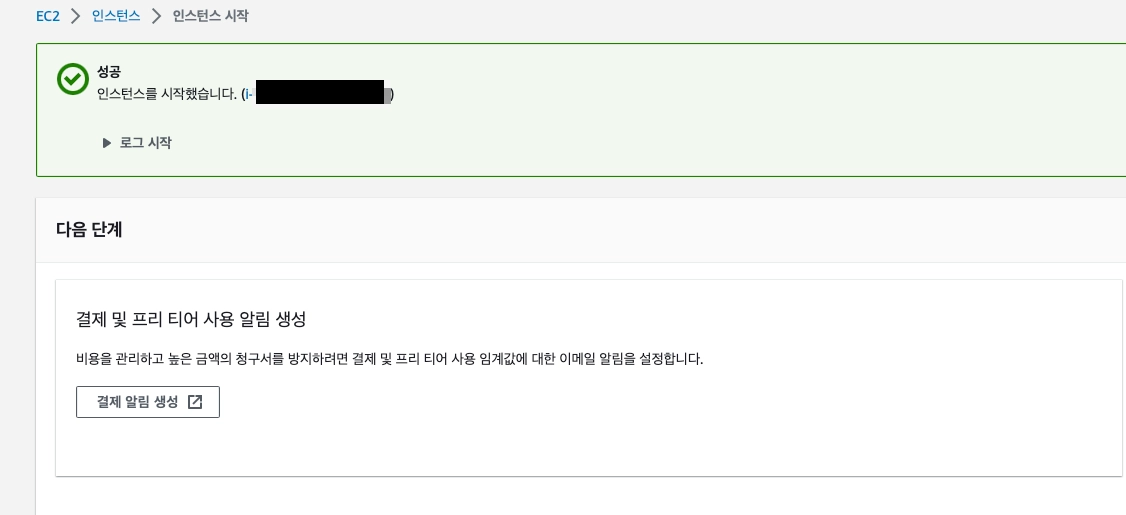 EC2 > 인스턴스 > 인스턴스 시작
성공
인스턴스를 시작했습니다. (i- )
로그 시작
다음 단계
결제 및 프리 티어 사용 알림 생성
비용을 관리하고 높은 금액의 청구서를 방지하려면 결제 및 프리 티어 사용 임계값에 대한 이메일 알림을 설정합니다.
결제 알림 생성